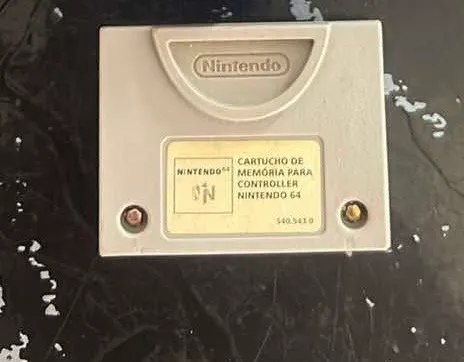 Nintendo
NINTENDO⁶⁴
CARTUCHO DE
MEMÓRIA PARA
CONTROLLER
NINTENDO 64
540.543.0